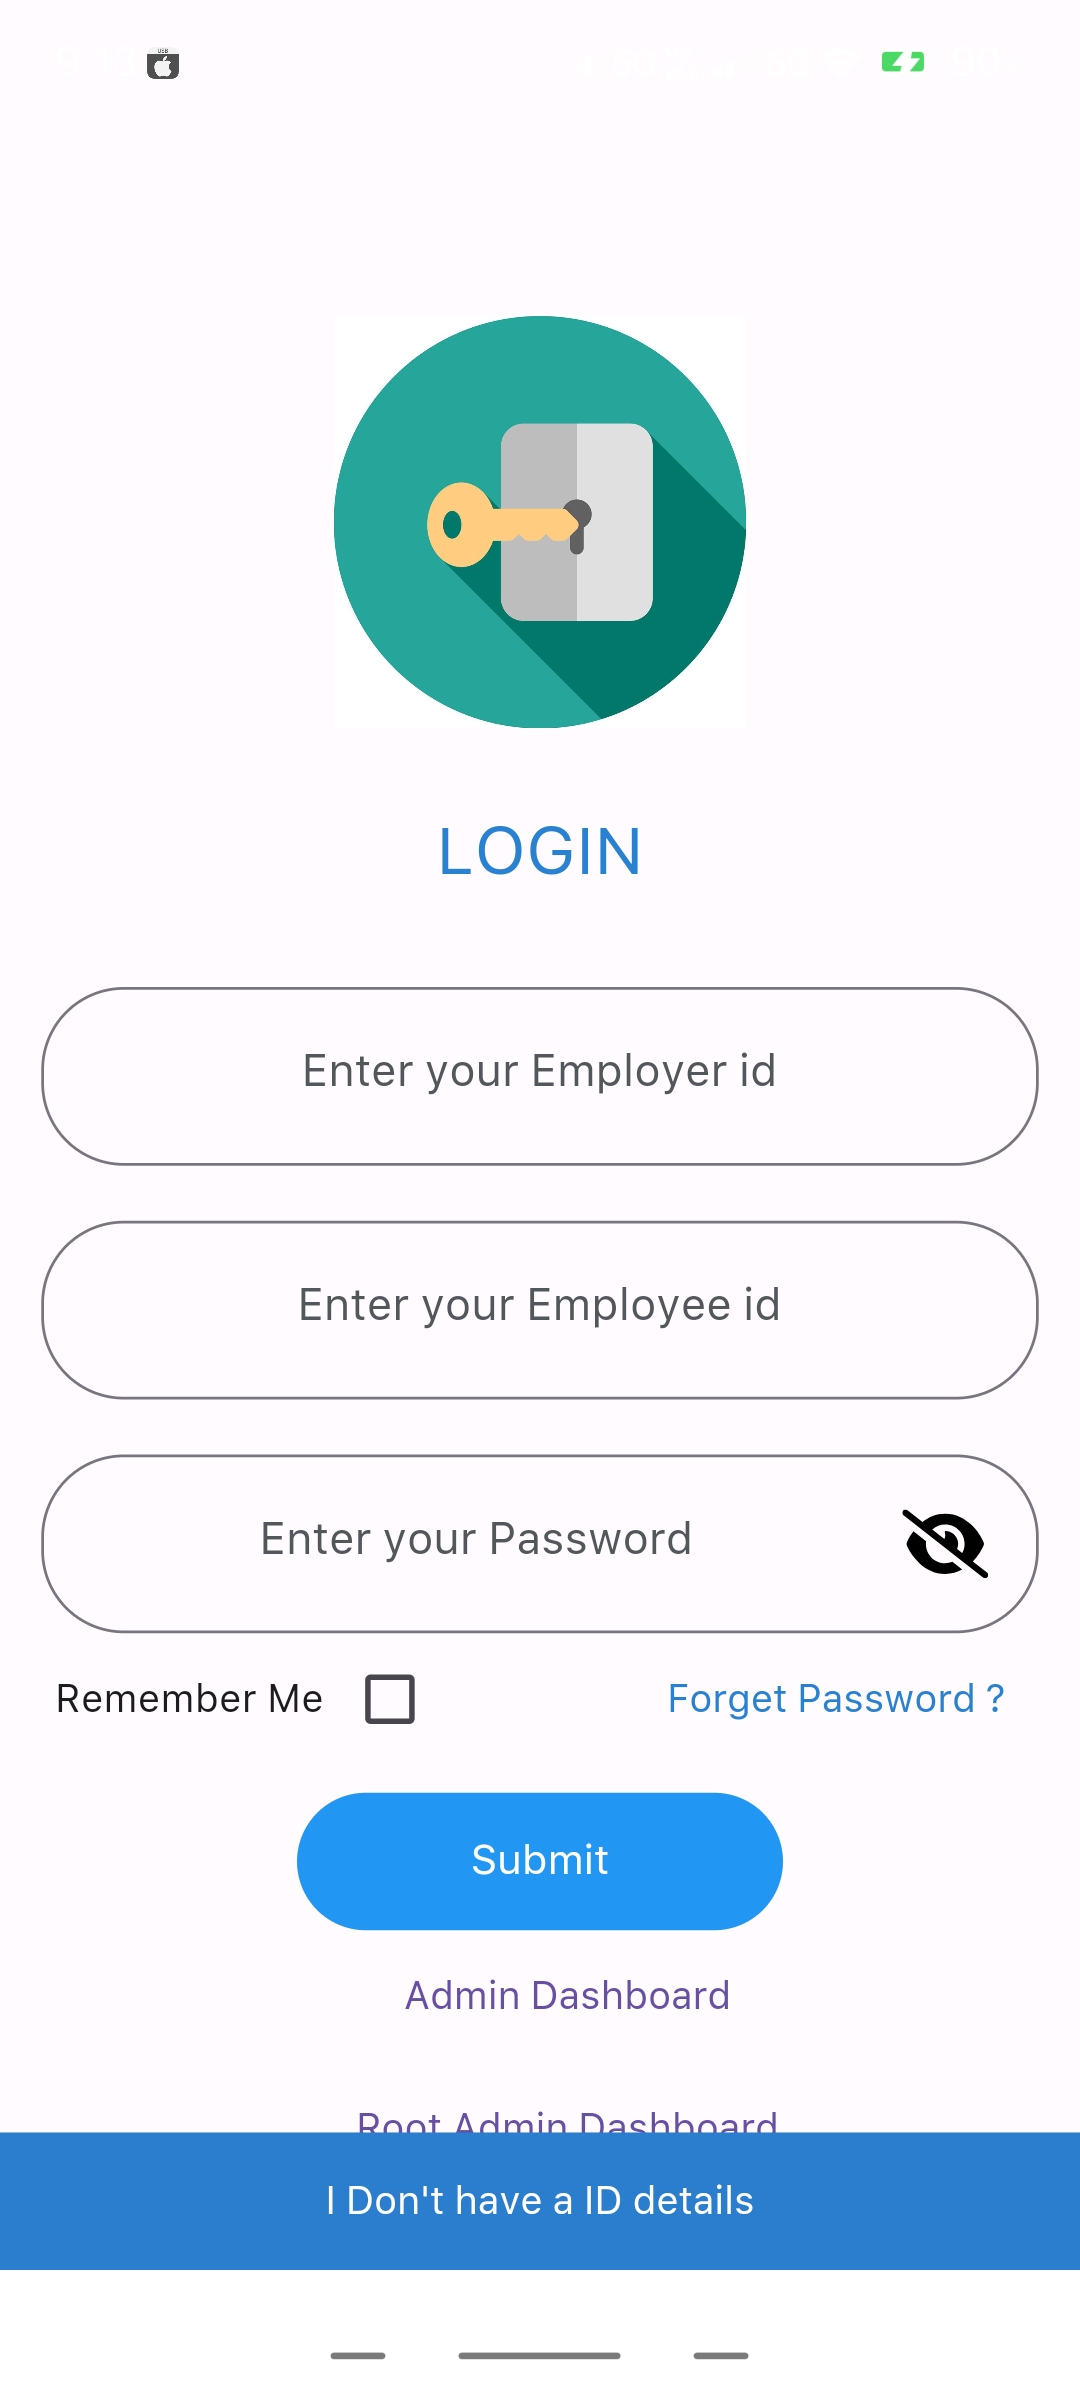 LOGIN
Enter your Employer id
Enter your Employee id
Enter your Password
Remember Me
Forget Password ?
Submit
Admin Dashboard
Root Admin Dashboard
I Don't have a ID details